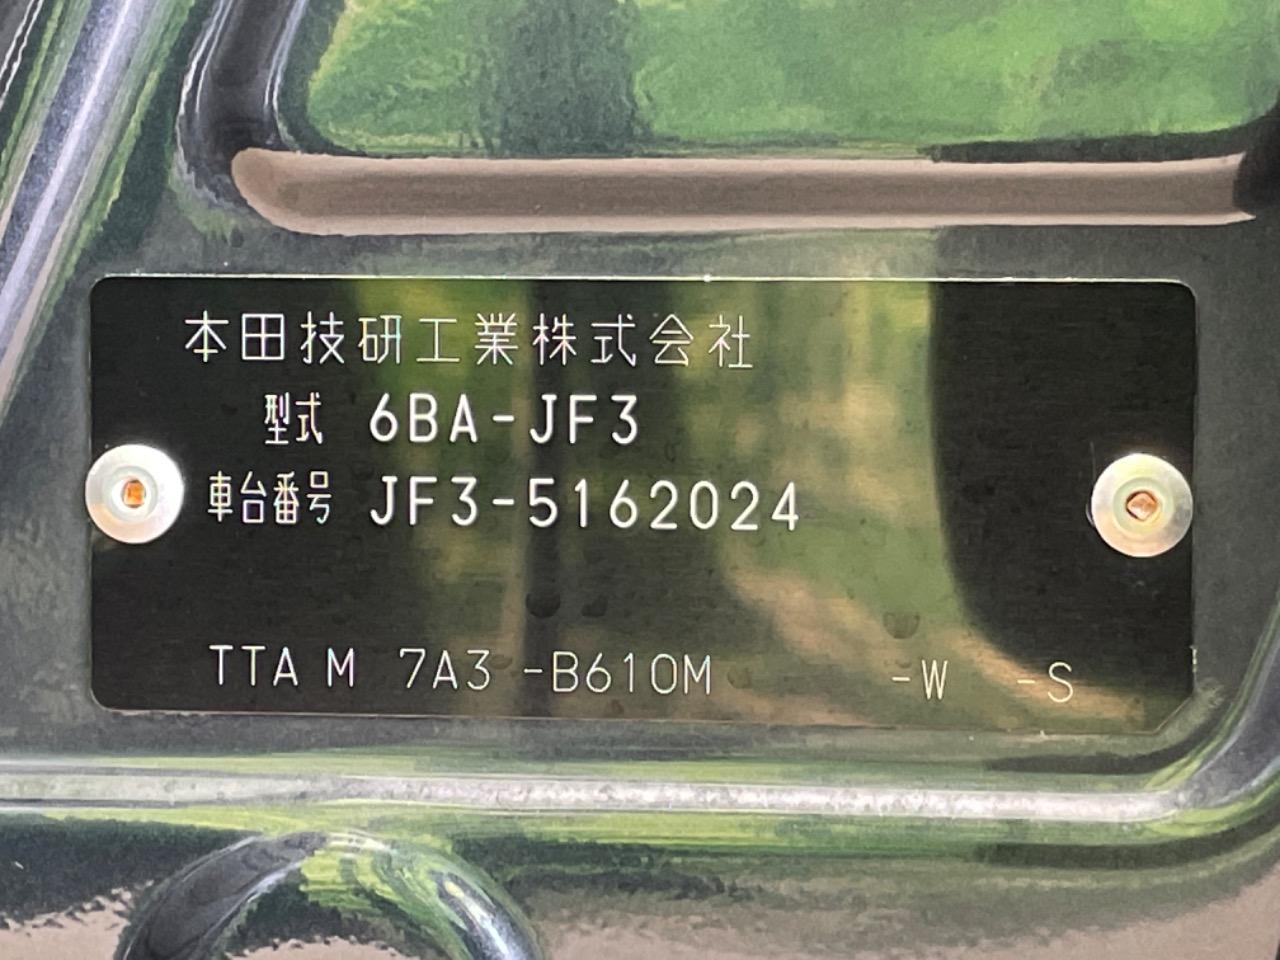 本田技研工業株式会社
型式 6BA-JF3
車台番号 JF3-5162024
TTA M 7A3 -B610M -W -S